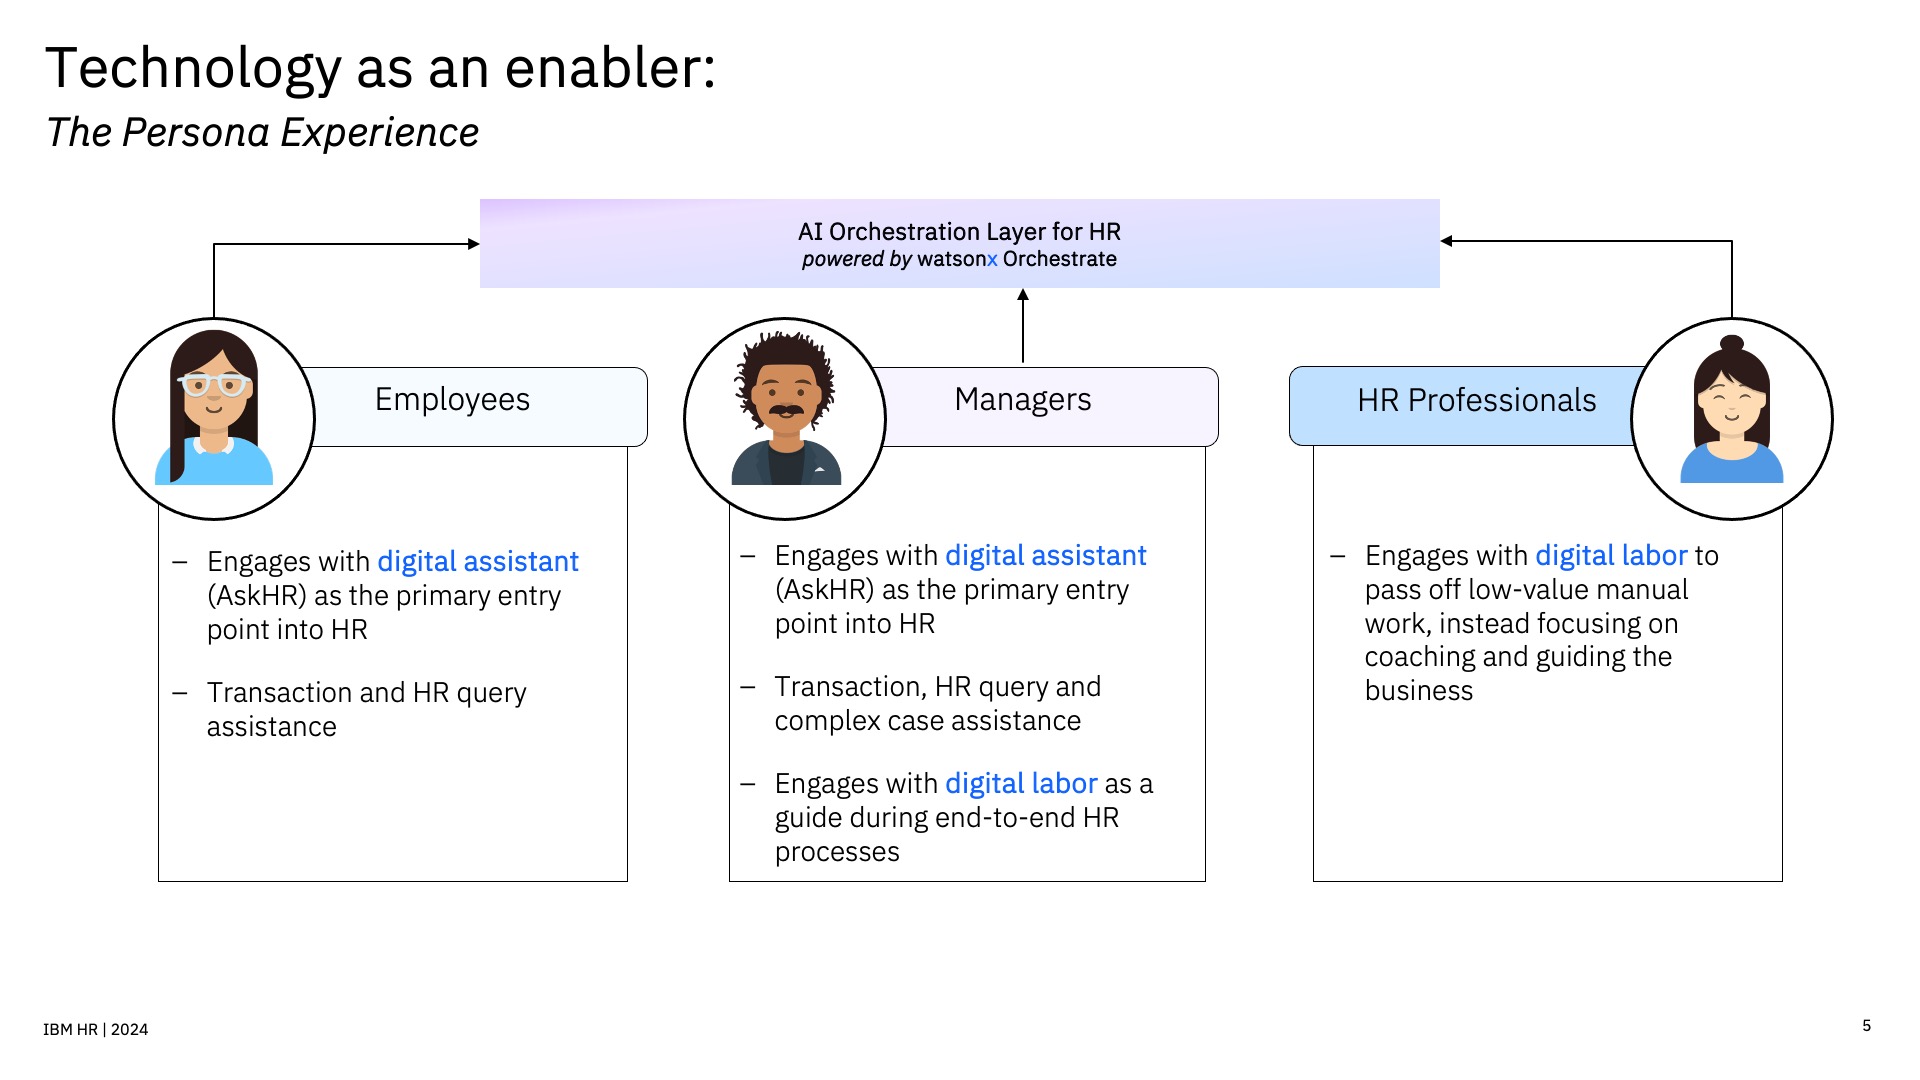 Technology as an enabler:
The Persona Experience
AI Orchestration Layer for HR
powered by watsonx Orchestrate
Employees
– Engages with digital assistant
(AskHR) as the primary entry
point into HR
– Transaction and HR query
assistance
Managers
– Engages with digital assistant
(AskHR) as the primary entry
point into HR
– Transaction, HR query and
complex case assistance
– Engages with digital labor as a
guide during end-to-end HR
processes
HR Professionals
– Engages with digital labor to
pass off low-value manual
work, instead focusing on
coaching and guiding the
business
IBM HR | 2024
5